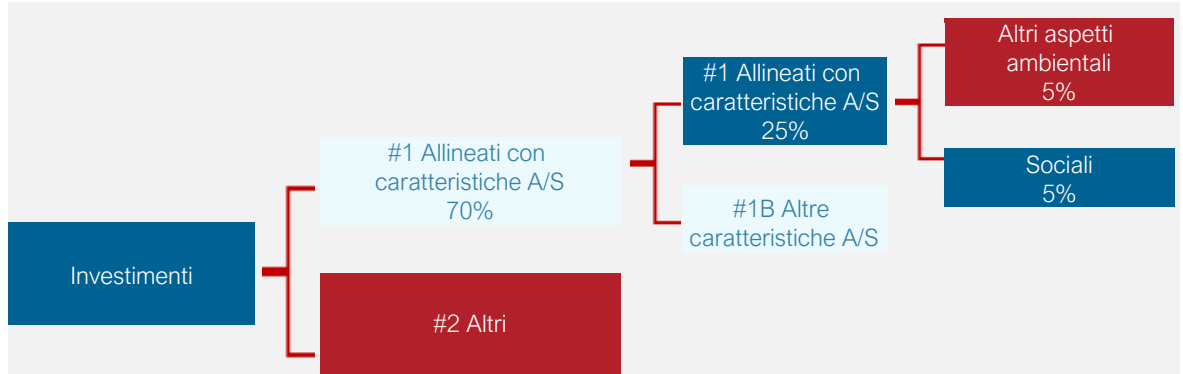 Investimenti
#1 Allineati con
caratteristiche A/S
70%
#2 Altri
#1 Allineati con
caratteristiche A/S
25%
#1B Altre
caratteristiche A/S
Altri aspetti
ambientali
5%
Sociali
5%